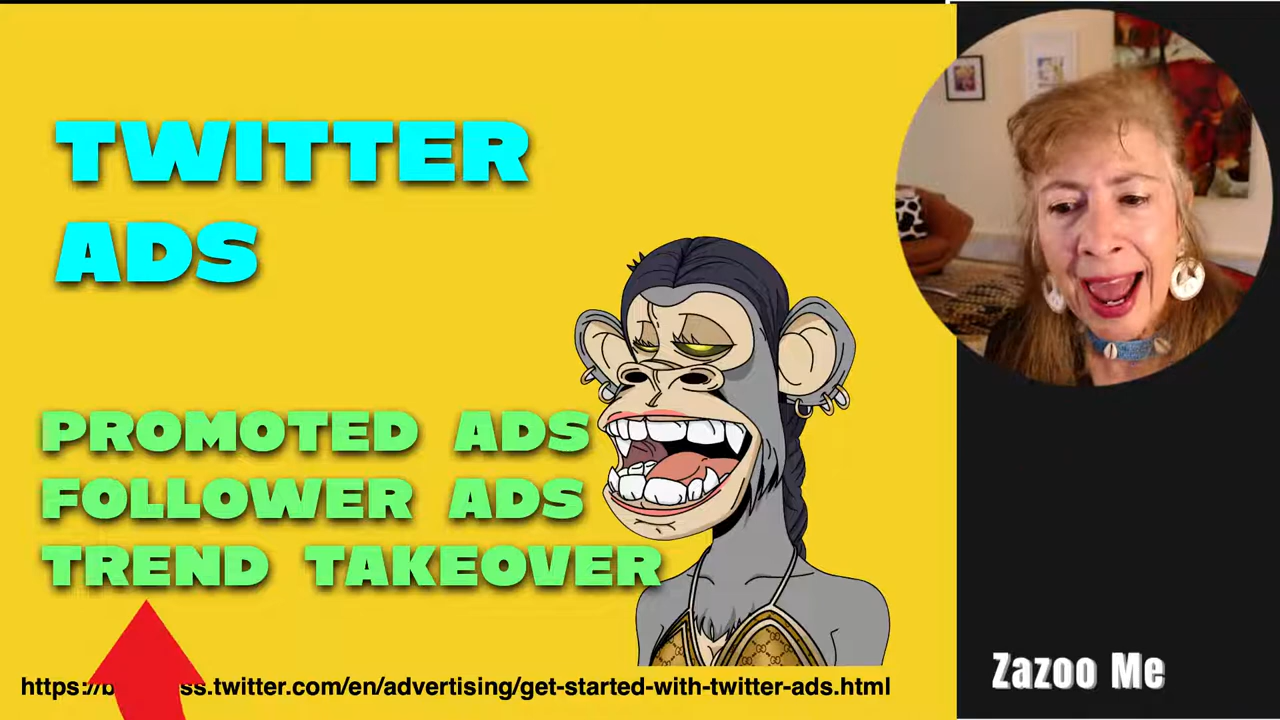 TWITTER
ADS
PROMOTED ADS
FOLLOWER ADS
TREND TAKEOVER
https://b ss.twitter.com/en/advertising/get-started-with-twitter-ads.html
Zazoo Me